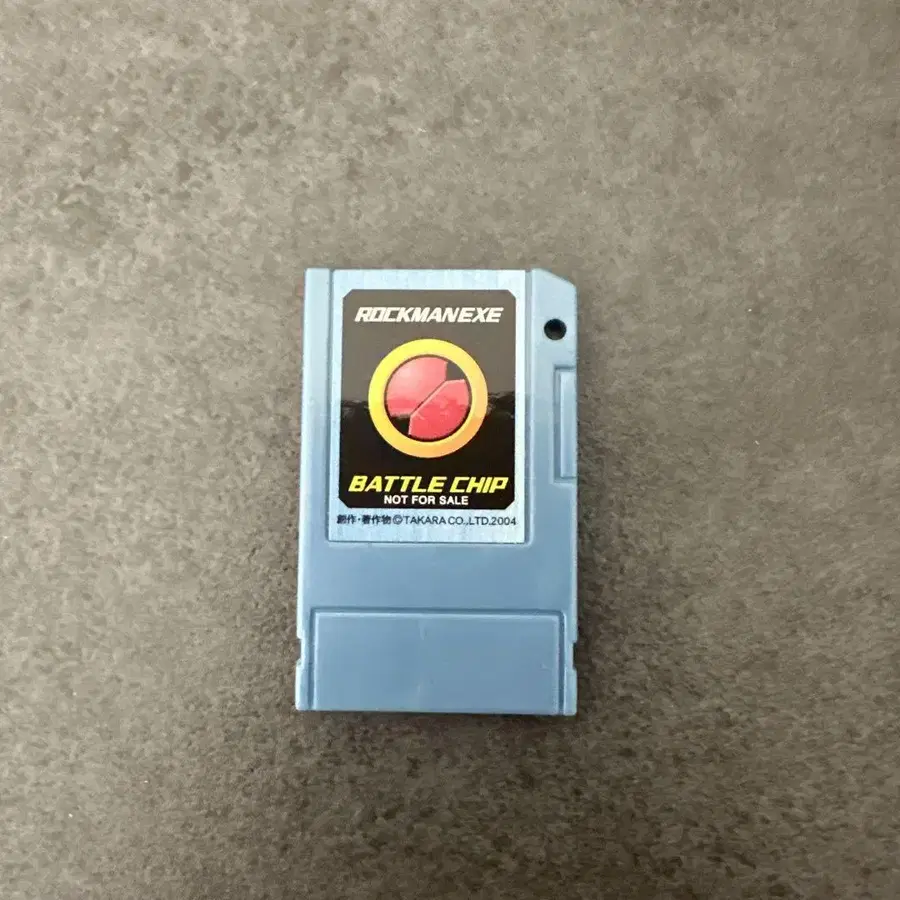 ROCKMANEXE
BATTLE CHIP
NOT FOR SALE
創作·著作物©TAKARA CO.,LTD.2004